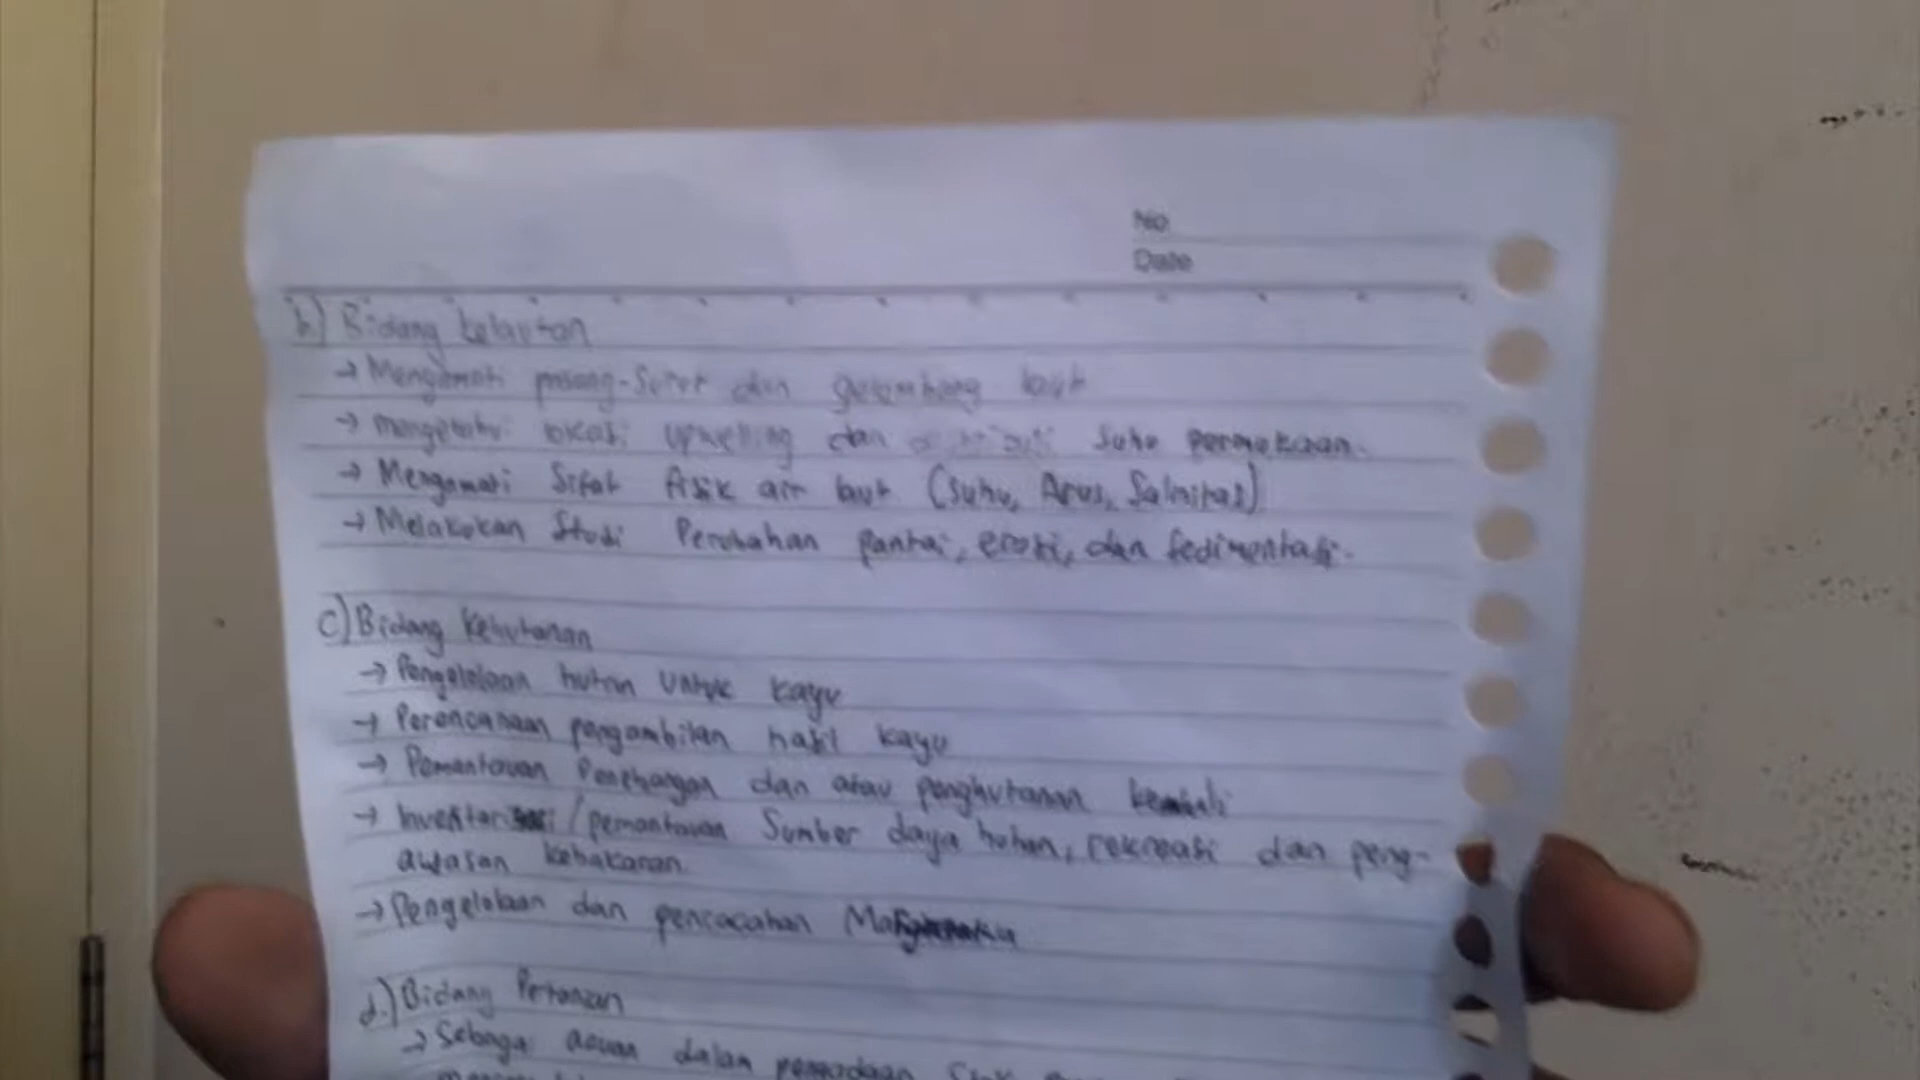 No
Date
b) Bidang kelautan
→ Mengamati pasang-surut dan gelombang laut
→ mengetahui lokasi upwelling dan suhu permukaan.
→ Mengamati Sifat fisik air laut (Suhu, Arus, Salinitas)
→ Melakukan Studi Perubahan pantai, erosi, dan Sedimentasi.
c) Bidang Kehutanan
→ Pengelolaan hutan untuk kayu
→ Perencanaan pengambilan hasil kayu
→ Pemantauan Penebangan dan atau penghutanan kembali
→ Inventarisasi/pemantauan Sumber daya hutan, rekreasi dan peng-
awasan kebakaran.
→ Pengelolaan dan pencacahan
d.) Bidang Petanian
→ Sebagai acuan dalam pengadaan Stok